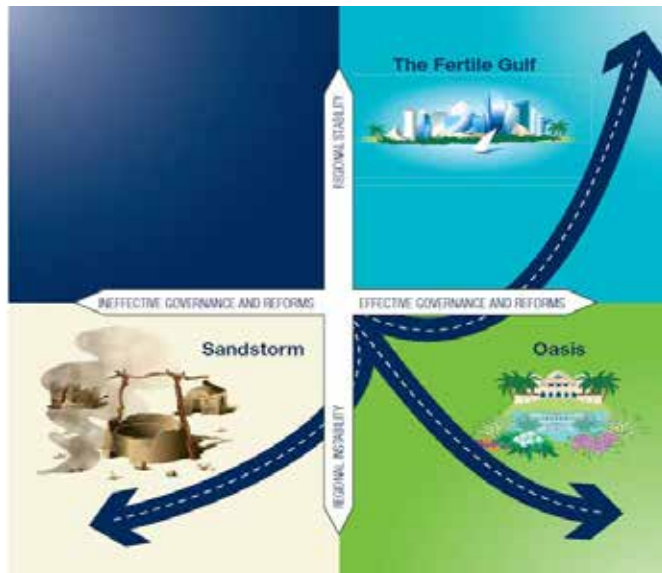 The Fertile Gulf
REGIONAL STABILITY
INEFFECTIVE GOVERNANCE AND REFORMS
EFFECTIVE GOVERNANCE AND REFORMS
Sandstorm
Oasis
REGIONAL INSTABILITY